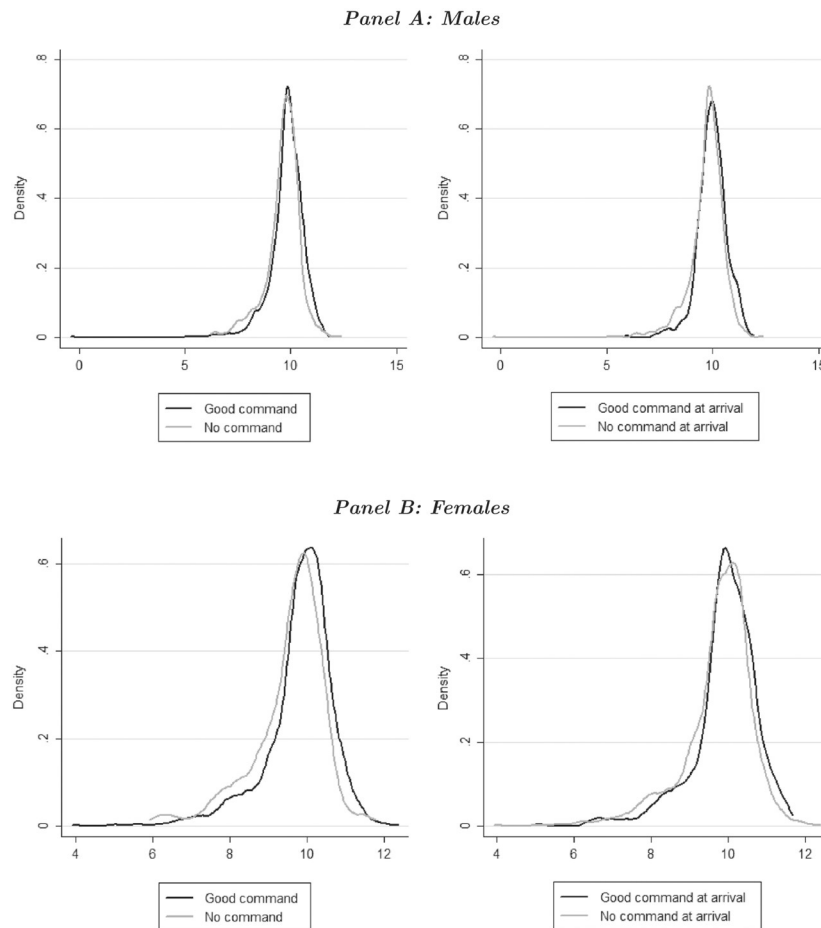 Panel A: Males
Density
0
.2
.4
.6
.8
0 5 10 15
Good command
No command
Density
0
.2
.4
.6
.8
0 5 10 15
Good command at arrival
No command at arrival
Panel B: Females
Density
0
.2
.4
.6
4 6 8 10 12
Good command
No command
Density
0
.2
.4
.6
4 6 8 10 12
Good command at arrival
No command at arrival